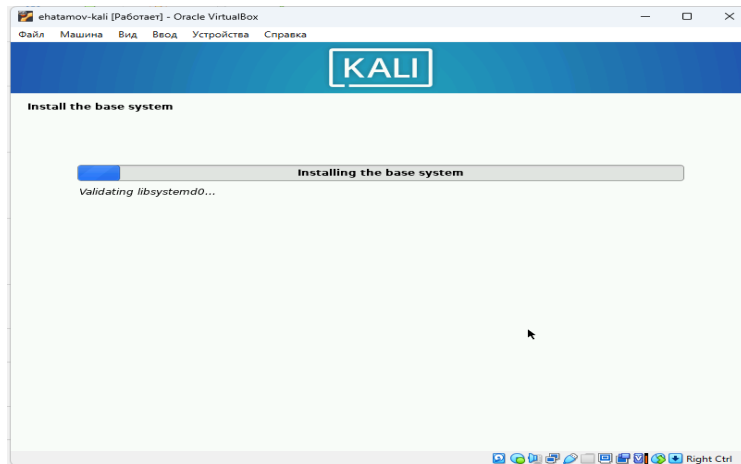 ehatamov-kali [Работает] - Oracle VirtualBox
Файл Машина Вид Ввод Устройства Справка
KALI
Install the base system
Installing the base system
Validating libsystemd0...
Right Ctrl